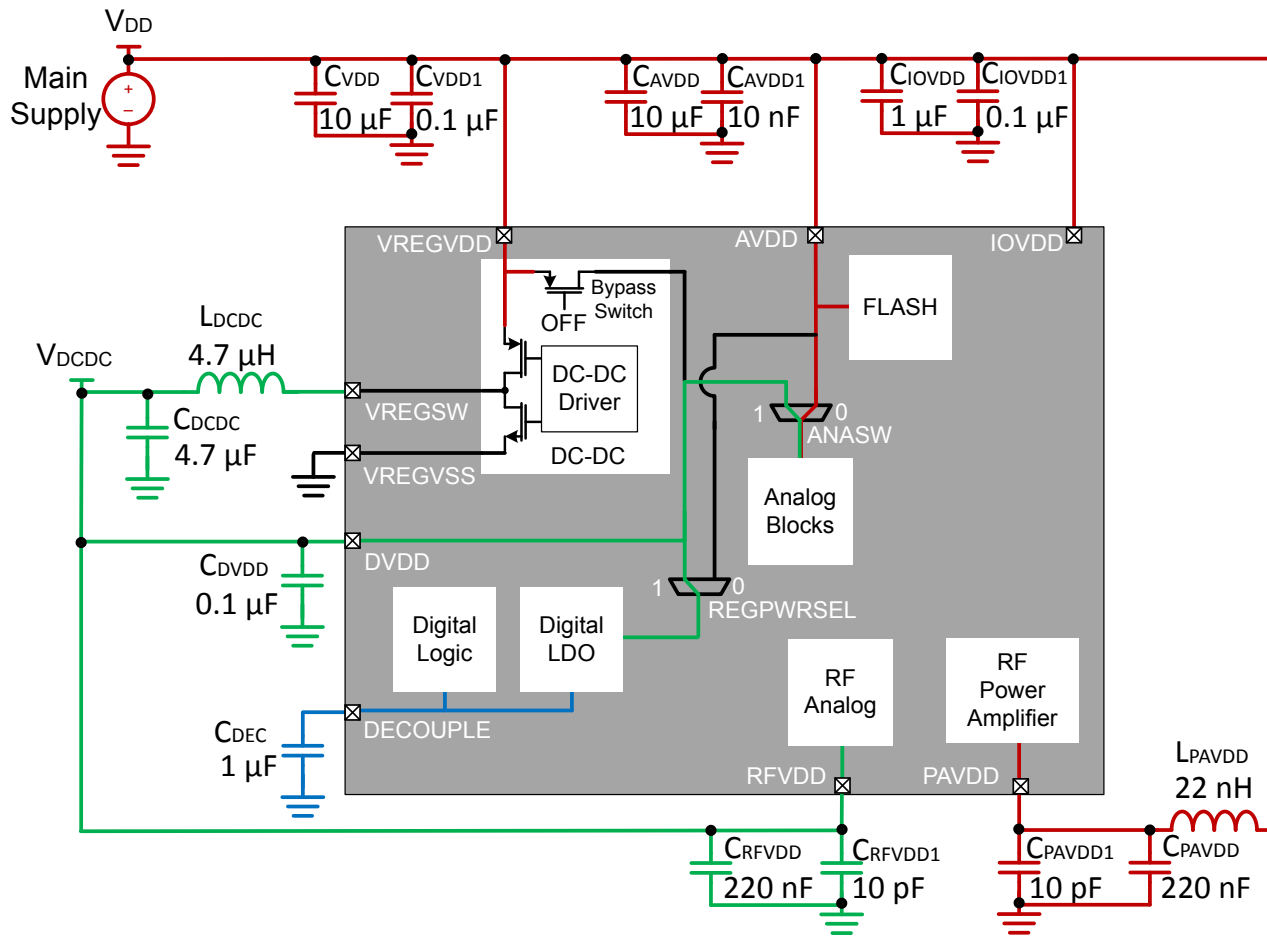 VDD
Main
Supply
+
–
CVDD
10 µF
CVDD1
0.1 µF
CAVDD
10 µF
CAVDD1
10 nF
CIOVDD
1 µF
CIOVDD1
0.1 µF
VREGVDD
AVDD
IOVDD
Bypass
Switch
OFF
FLASH
LDCDC
4.7 µH
VDCDC
CDCDC
4.7 µF
VREGSW
DC-DC
Driver
DC-DC
VREGVSS
1
0
ANASW
Analog
Blocks
DVDD
CDVDD
0.1 µF
1
0
REGPWRSEL
Digital
Logic
Digital
LDO
DECOUPLE
CDEC
1 µF
RF
Analog
RF
Power
Amplifier
RFVDD
PAVDD
LPAVDD
22 nH
CRFVDD
220 nF
CRFVDD1
10 pF
CPAVDD1
10 pF
CPAVDD
220 nF